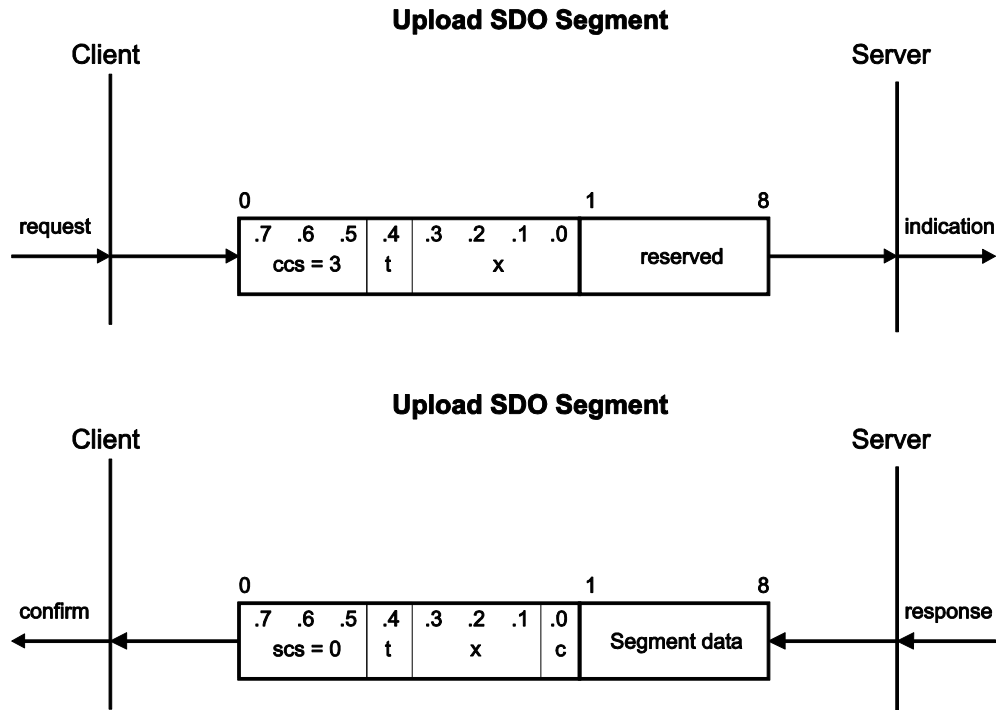 Upload SDO Segment
Client Server
0 1 8
request .7 .6 .5 .4 .3 .2 .1 .0 reserved indication
ccs = 3 t x
Upload SDO Segment
Client Server
0 1 8
confirm .7 .6 .5 .4 .3 .2 .1 .0 Segment data response
scs = 0 t x c